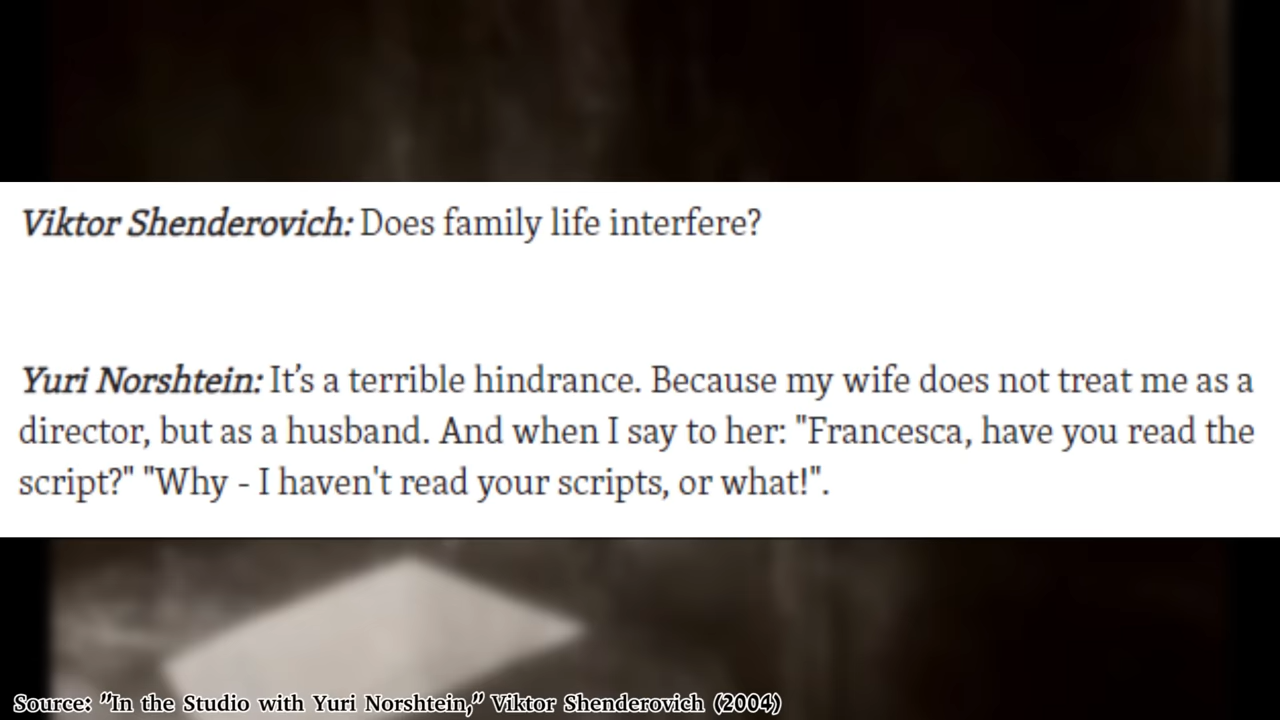 Viktor Shenderovich: Does family life interfere?
Yuri Norshtein: It’s a terrible hindrance. Because my wife does not treat me as a
director, but as a husband. And when I say to her: "Francesca, have you read the
script?" "Why - I haven't read your scripts, or what!".
Source: "In the Studio with Yuri Norshtein," Viktor Shenderovich (2004)